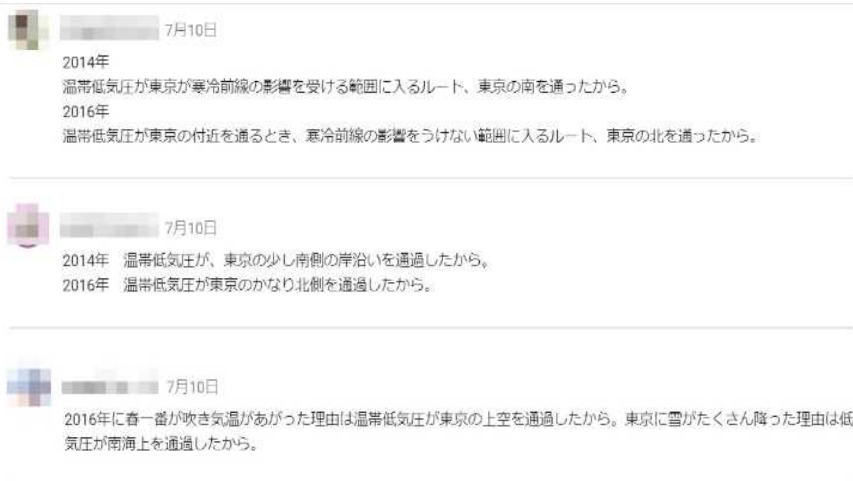 7月10日
2014年
温帯低気圧が東京が寒冷前線の影響を受ける範囲に入るルート、東京の南を通ったから。
2016年
温帯低気圧が東京の付近を通るとき、寒冷前線の影響をうけない範囲に入るルート、東京の北を通ったから。
7月10日
2014年 温帯低気圧が、東京の少し南側の岸沿いを通過したから。
2016年 温帯低気圧が東京のかなり北側を通過したから。
7月10日
2016年に春一番が吹き気温があがった理由は温帯低気圧が東京の上空を通過したから。東京に雪がたくさん降った理由は低
気圧が南海上を通過したから。